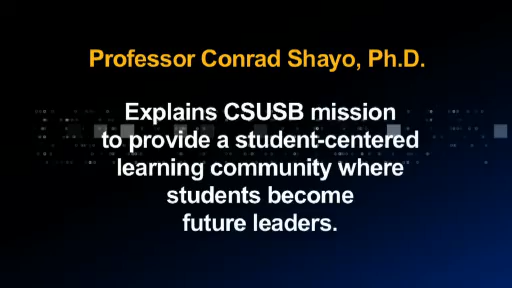 Professor Conrad Shayo, Ph.D.
Explains CSUSB mission
to provide a student-centered
learning community where
students become
future leaders.